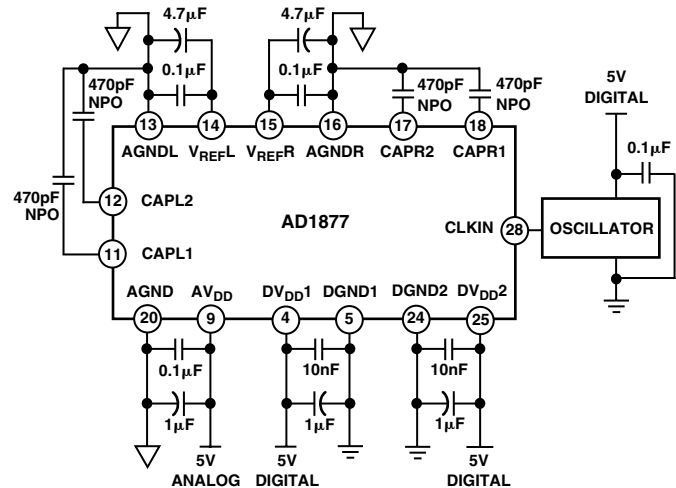 4.7µF
4.7µF
0.1µF
0.1µF
470pF
NPO
470pF
NPO
470pF
NPO
5V
DIGITAL
13
14
15
16
17
18
AGNDL
VREFL
VREFR
AGNDR
CAPR2
CAPR1
0.1µF
470pF
NPO
12
CAPL2
AD1877
CLKIN
28
OSCILLATOR
11
CAPL1
AGND
AVDD
DVDD1
DGND1
DGND2
DVDD2
20
9
4
5
24
25
0.1µF
10nF
10nF
1µF
1µF
1µF
5V
ANALOG
5V
DIGITAL
5V
DIGITAL